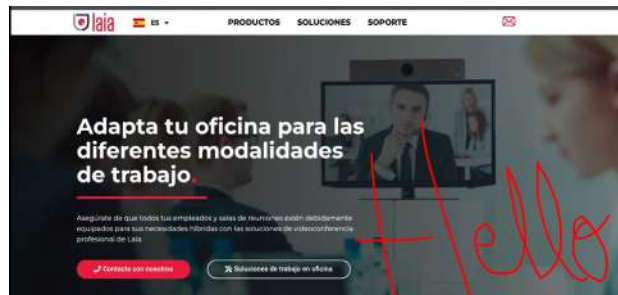 laia ES PRODUCTOS SOLUCIONES SOPORTE
Adapta tu oficina para las
diferentes modalidades
de trabajo.
Asegúrate de que todos tus empleados y salas de reuniones estén debidamente
equipados para sus necesidades híbridas con las soluciones de videoconferencia
profesional de Laia.
Contacta con nosotros Soluciones de trabajo en oficina
Hello